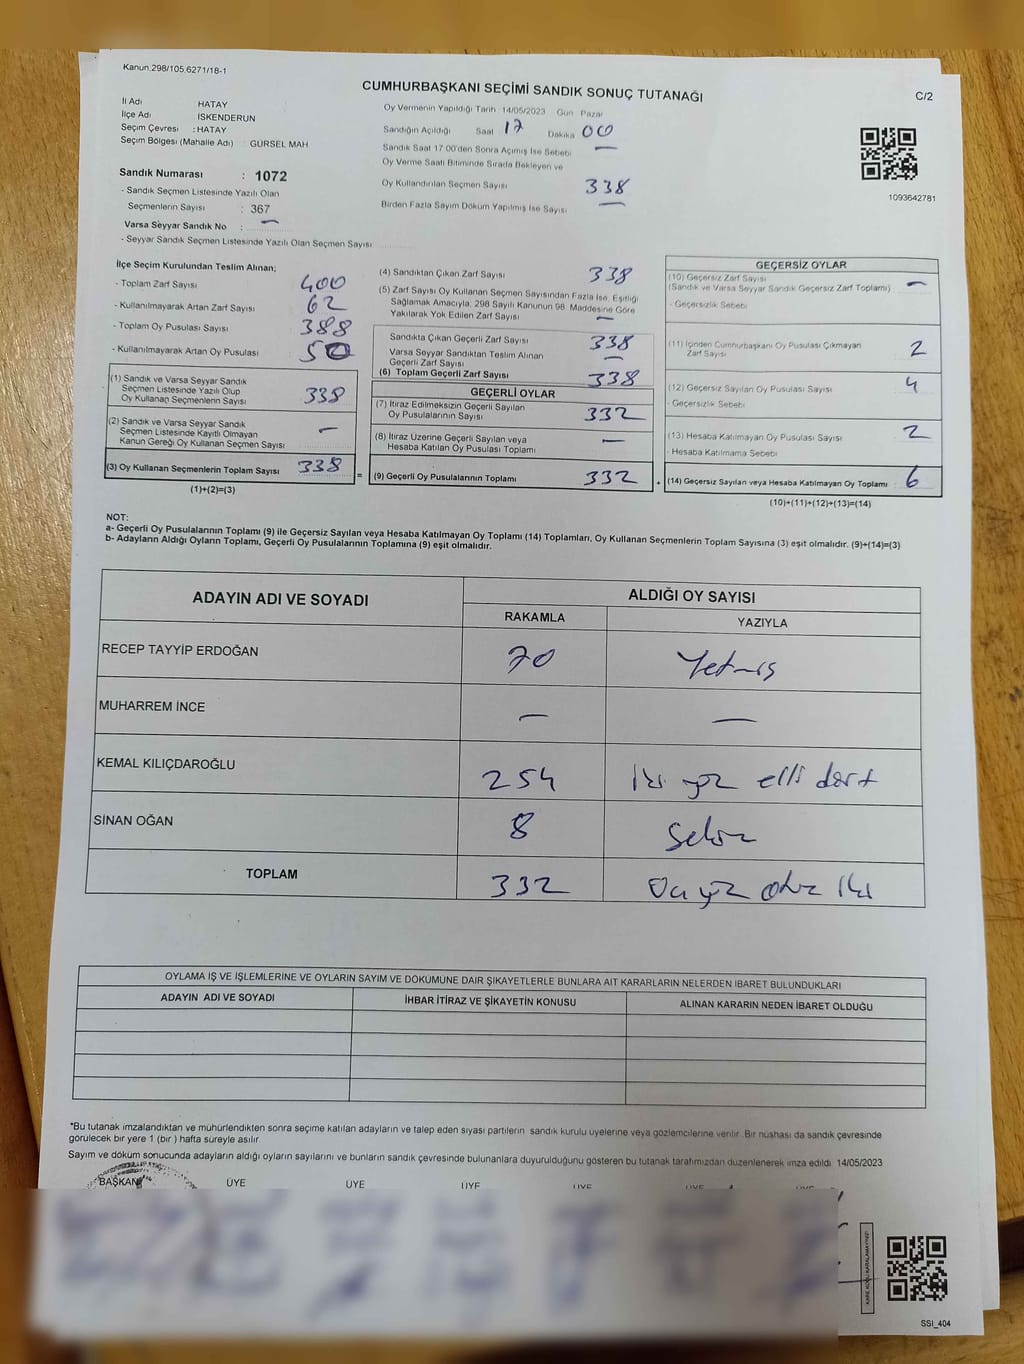 Kanun 298/105,6271/18-1
CUMHURBAŞKANI SEÇİMİ SANDIK SONUÇ TUTANAĞI
C/2
İl Adı HATAY
İlçe Adı İSKENDERUN
Seçim Çevresi : HATAY
Seçim Bölgesi (Mahalle Adı) : GÜRSEL MAH
Sandık Numarası : 1072
- Sandık Seçmen Listesinde Yazılı Olan
Seçmenlerin Sayısı : 367
Varsa Seyyar Sandık No : —
- Seyyar Sandık Seçmen Listesinde Yazılı Olan Seçmen Sayısı
Oy Vermenin Yapıldığı Tarih 14/05/2023 Gün Pazar
Sandığın Açıldığı Saat 17 Dakika 00
Sandık Saat 17 00'den Sonra Açımış İse Sebebi —
Oy Verme Saati Bitiminde Sırada Bekleyen ve
Oy Kullandırılan Seçmen Sayısı 338
Birden Fazla Sayım Döküm Yapılmış İse Sayısı —
1093642781
İlçe Seçim Kurulundan Teslim Alınan;
- Toplam Zarf Sayısı 400
- Kullanılmayarak Artan Zarf Sayısı 62
- Toplam Oy Pusulası Sayısı 388
- Kullanılmayarak Artan Oy Pusulası 50
(1) Sandık ve Varsa Seyyar Sandık
Seçmen Listesinde Yazılı Olup
Oy Kullanan Seçmenlerin Sayısı 338
(2) Sandık ve Varsa Seyyar Sandık
Seçmen Listesinde Kayıtlı Olmayan
Kanun Gereği Oy Kullanan Seçmen Sayısı —
(3) Oy Kullanan Seçmenlerin Toplam Sayısı 338
(1)+(2)=(3)
(4) Sandıktan Çıkan Zarf Sayısı 338
(5) Zarf Sayısı Oy Kullanan Seçmen Sayısından Fazla İse, Eşitliği
Sağlamak Amacıyla, 298 Sayılı Kanunun 98. Maddesine Göre
Yakılarak Yok Edilen Zarf Sayısı —
Sandıkta Çıkan Geçerli Zarf Sayısı 338
Varsa Seyyar Sandıktan Teslim Alınan
Geçerli Zarf Sayısı —
(6) Toplam Geçerli Zarf Sayısı 338
GEÇERLİ OYLAR
(7) İtiraz Edilmeksizin Geçerli Sayılan
Oy Pusulalarının Sayısı 332
(8) İtiraz Üzerine Geçerli Sayılan veya
Hesaba Katılan Oy Pusulası Toplamı —
(9) Geçerli Oy Pusulalarının Toplamı 332
GEÇERSİZ OYLAR
(10) Geçersiz Zarf Sayısı
(Sandık ve Varsa Seyyar Sandık Geçersiz Zarf Toplamı) —
- Geçersizlik Sebebi
(11) İçinden Cumhurbaşkanı Oy Pusulası Çıkmayan
Zarf Sayısı 2
(12) Geçersiz Sayılan Oy Pusulası Sayısı 4
- Geçersizlik Sebebi
(13) Hesaba Katılmayan Oy Pusulası Sayısı 2
- Hesaba Katılmama Sebebi
(14) Geçersiz Sayılan veya Hesaba Katılmayan Oy Toplamı 6
(10)+(11)+(12)+(13)=(14)
NOT:
a- Geçerli Oy Pusulalarının Toplamı (9) ile Geçersiz Sayılan veya Hesaba Katılmayan Oy Toplamı (14) Toplamları, Oy Kullanan Seçmenlerin Toplam Sayısına (3) eşit olmalıdır. (9)+(14)=(3)
b- Adayların Aldığı Oyların Toplamı, Geçerli Oy Pusulalarının Toplamına (9) eşit olmalıdır.
ADAYIN ADI VE SOYADI ALDIĞI OY SAYISI
RAKAMLA YAZIYLA
RECEP TAYYİP ERDOĞAN 70 Yetmiş
MUHARREM İNCE — —
KEMAL KILIÇDAROĞLU 254 İki yüz elli dört
SİNAN OĞAN 8 Sekiz
TOPLAM 332 Üç yüz otuz iki
OYLAMA İŞ VE İŞLEMLERİNE VE OYLARIN SAYIM VE DÖKÜMÜNE DAİR ŞİKAYETLERLE BUNLARA AİT KARARLARIN NELERDEN İBARET BULUNDUKLARI
ADAYIN ADI VE SOYADI İHBAR İTİRAZ VE ŞİKAYETİN KONUSU ALINAN KARARIN NEDEN İBARET OLDUĞU
*Bu tutanak imzalandıktan ve mühürlendikten sonra seçime katılan adayların ve talep eden siyasi partilerin sandık kurulu üyelerine veya gözlemcilerine verilir. Bir nüshası da sandık çevresinde
görülecek bir yere 1 (bir ) hafta süreyle asılır
Sayım ve döküm sonucunda adayların aldığı oyların sayılarını ve bunların sandık çevresinde bulunanlara duyurulduğunu gösteren bu tutanak tarafımızdan düzenlenerek imza edildi 14/05/2023
BAŞKAN ÜYE ÜYE ÜYE ÜYE ÜYE ÜYE
KARE KODU KARALAMAYINIZ!
SSİ_404